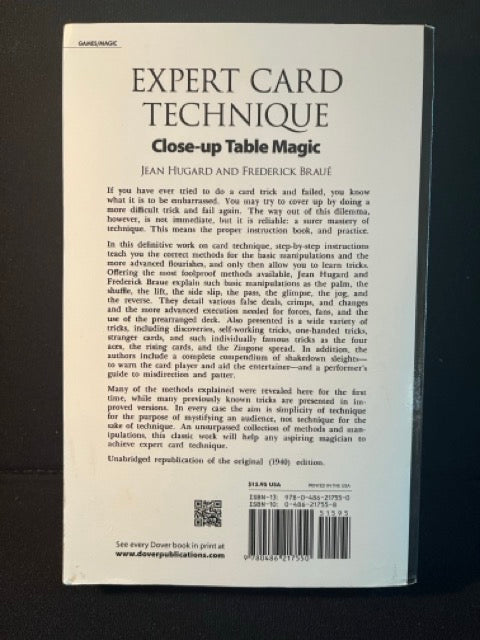 GAMES/MAGIC
EXPERT CARD
TECHNIQUE
Close-up Table Magic
JEAN HUGARD AND FREDERICK BRAUÉ
If you have ever tried to do a card trick and failed, you know
what it is to be embarrassed. You may try to cover up by doing a
more difficult trick and fail again. The way out of this dilemma,
however, is not immediate, but it is reliable: a surer mastery of
technique. This means the proper instruction book, and practice.
In this definitive work on card technique, step-by-step instructions
teach you the correct methods for the basic manipulations and the
more advanced flourishes, and only then allow you to learn tricks.
Offering the most foolproof methods available, Jean Hugard and
Frederick Braue explain such basic manipulations as the palm, the
shuffle, the lift, the side slip, the pass, the glimpse, the jog, and
the reverse. They detail various false deals, crimps, and changes
and the more advanced execution needed for forces, fans, and the
use of the prearranged deck. Also presented is a wide variety of
tricks, including discoveries, self-working tricks, one-handed tricks,
stranger cards, and such individually famous tricks as the four
aces, the rising cards, and the Zingone spread. In addition, the
authors include a complete compendium of shakedown sleights—
to warn the card player and aid the entertainer—and a performer's
guide to misdirection and patter.
Many of the methods explained were revealed here for the first
time, while many previously known tricks are presented in im-
proved versions. In every case the aim is simplicity of technique
for the purpose of mystifying an audience, not technique for the
sake of technique. An unsurpassed collection of methods and man-
ipulations, this classic work will help any aspiring magician to
achieve expert card technique.
Unabridged republication of the original (1940) edition.
$15.95 USA PRINTED IN THE USA
ISBN-13: 978-0-486-21755-0
ISBN-10: 0-486-21755-8
51595
9 780486 217550
See every Dover book in print at
www.doverpublications.com